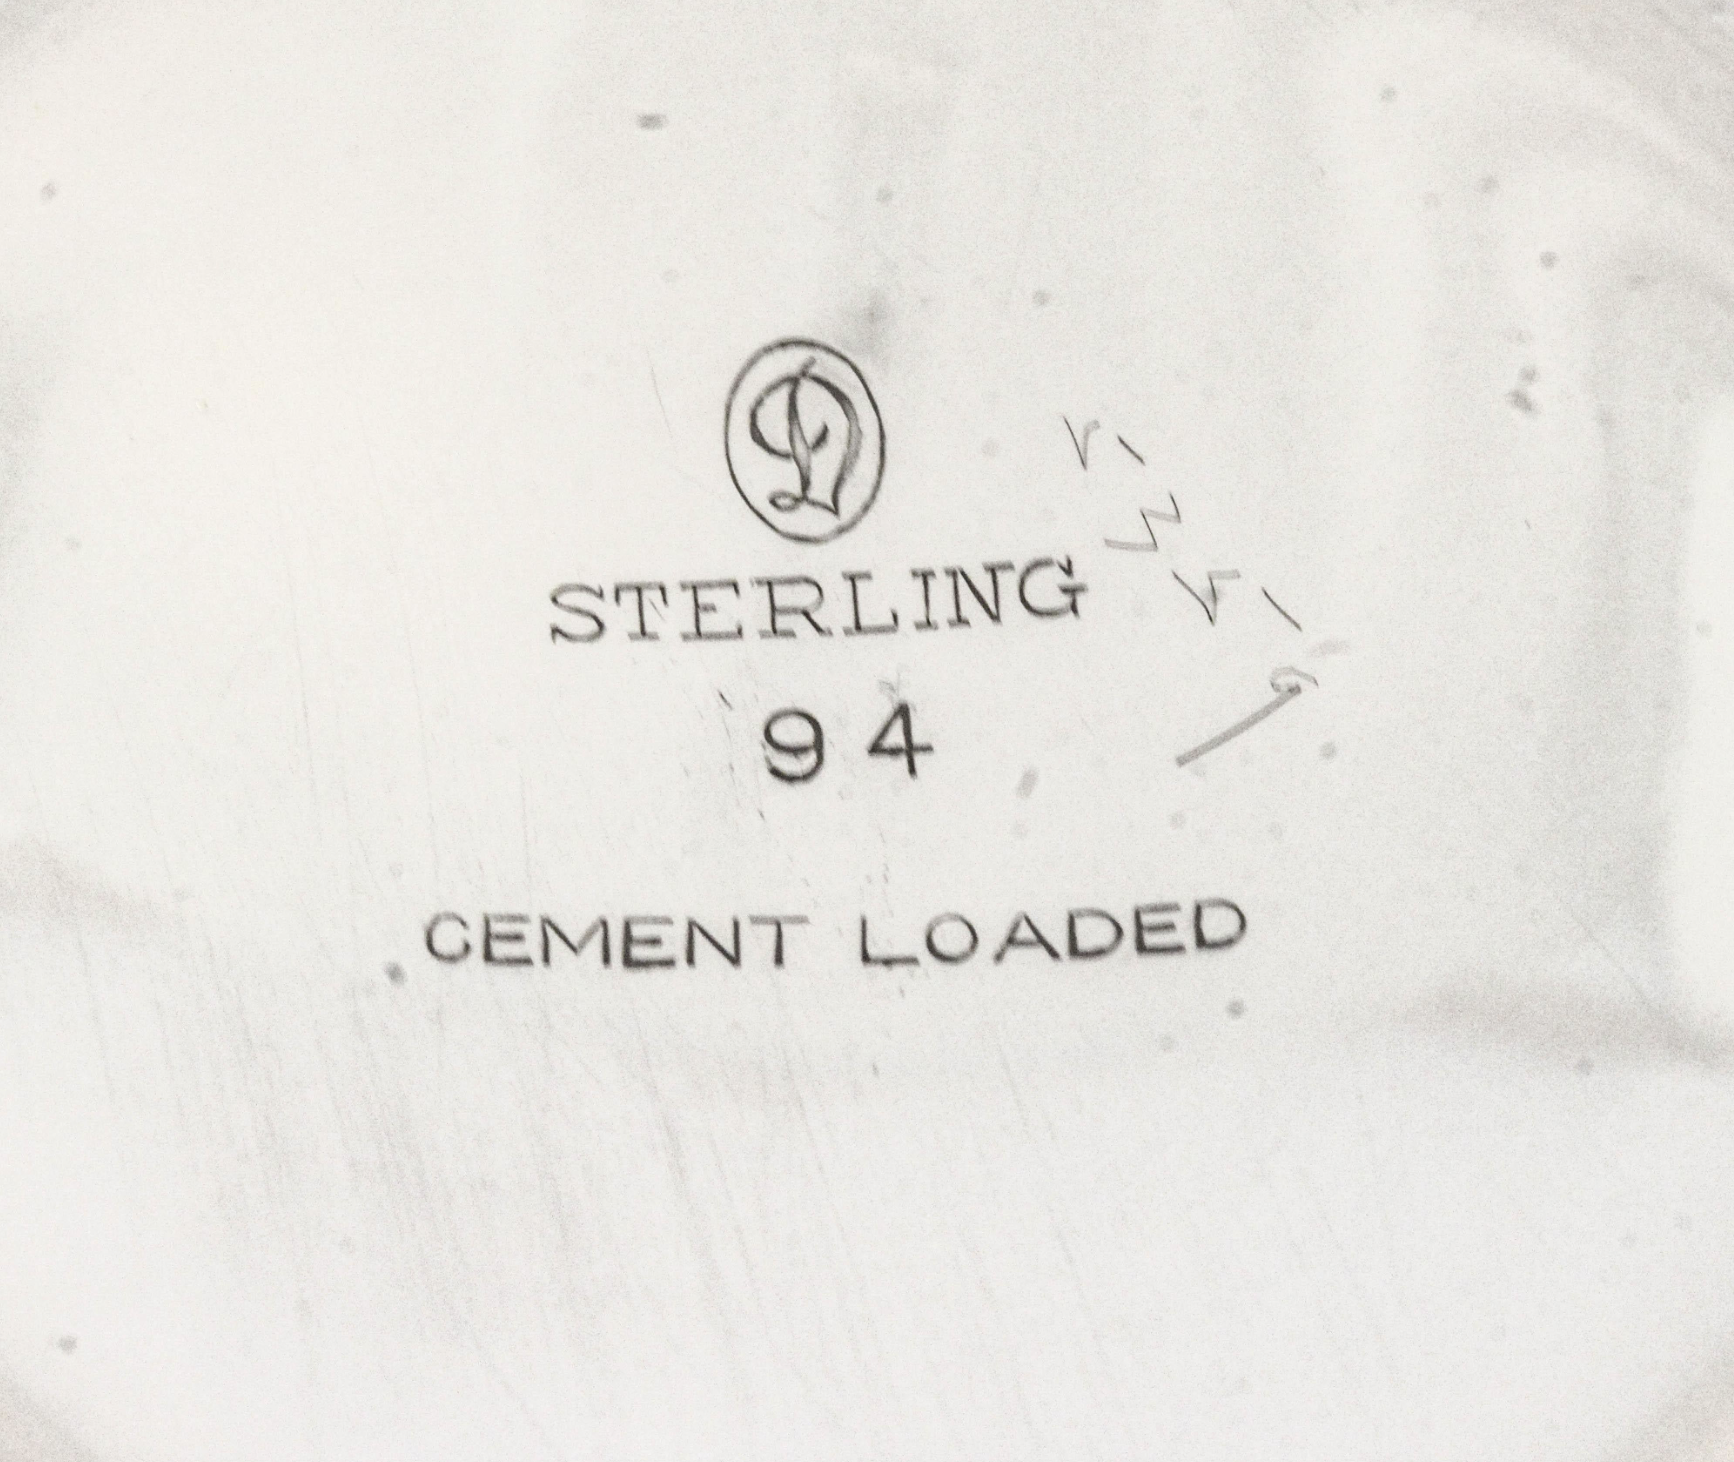 D
STERLING
94
CEMENT LOADED